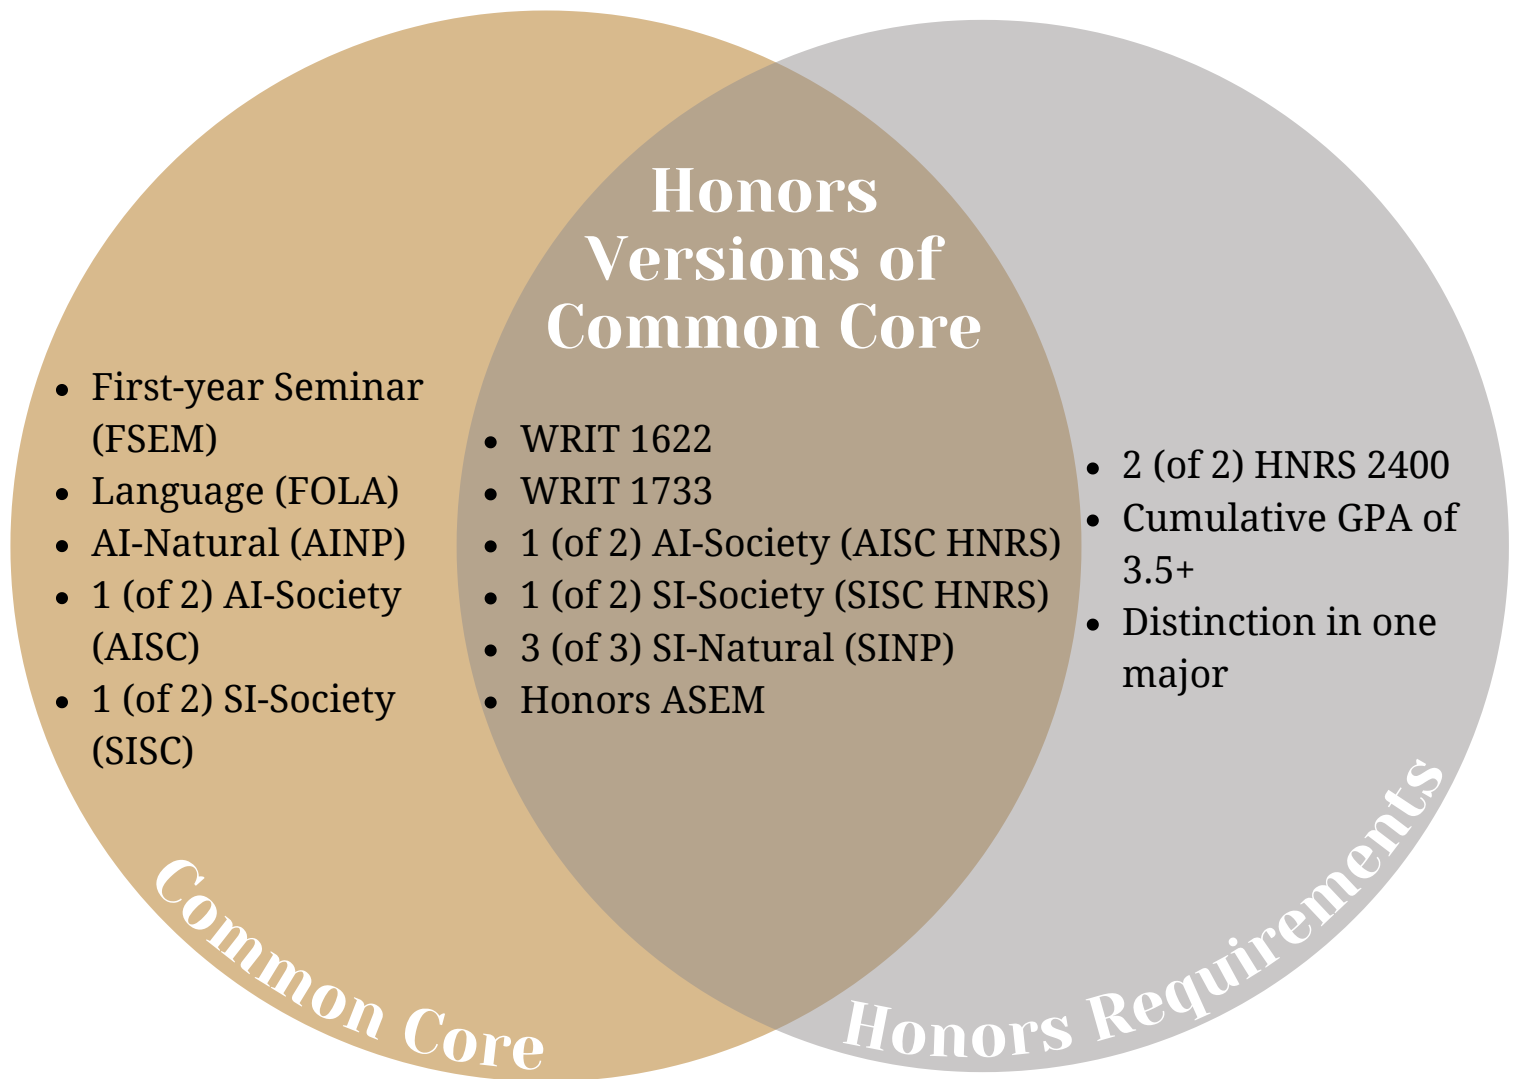 Honors
Versions of
Common Core
• First-year Seminar
(FSEM)
• Language (FOLA)
• AI-Natural (AINP)
• 1 (of 2) AI-Society
(AISC)
• 1 (of 2) SI-Society
(SISC)
• WRIT 1622
• WRIT 1733
• 1 (of 2) AI-Society (AISC HNRS)
• 1 (of 2) SI-Society (SISC HNRS)
• 3 (of 3) SI-Natural (SINP)
• Honors ASEM
• 2 (of 2) HNRS 2400
• Cumulative GPA of
3.5+
• Distinction in one
major
Common Core
Honors Requirements